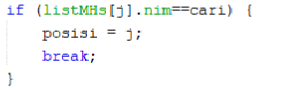 if (listMHs[j].nim==cari) {
posisi = j;
break;
}